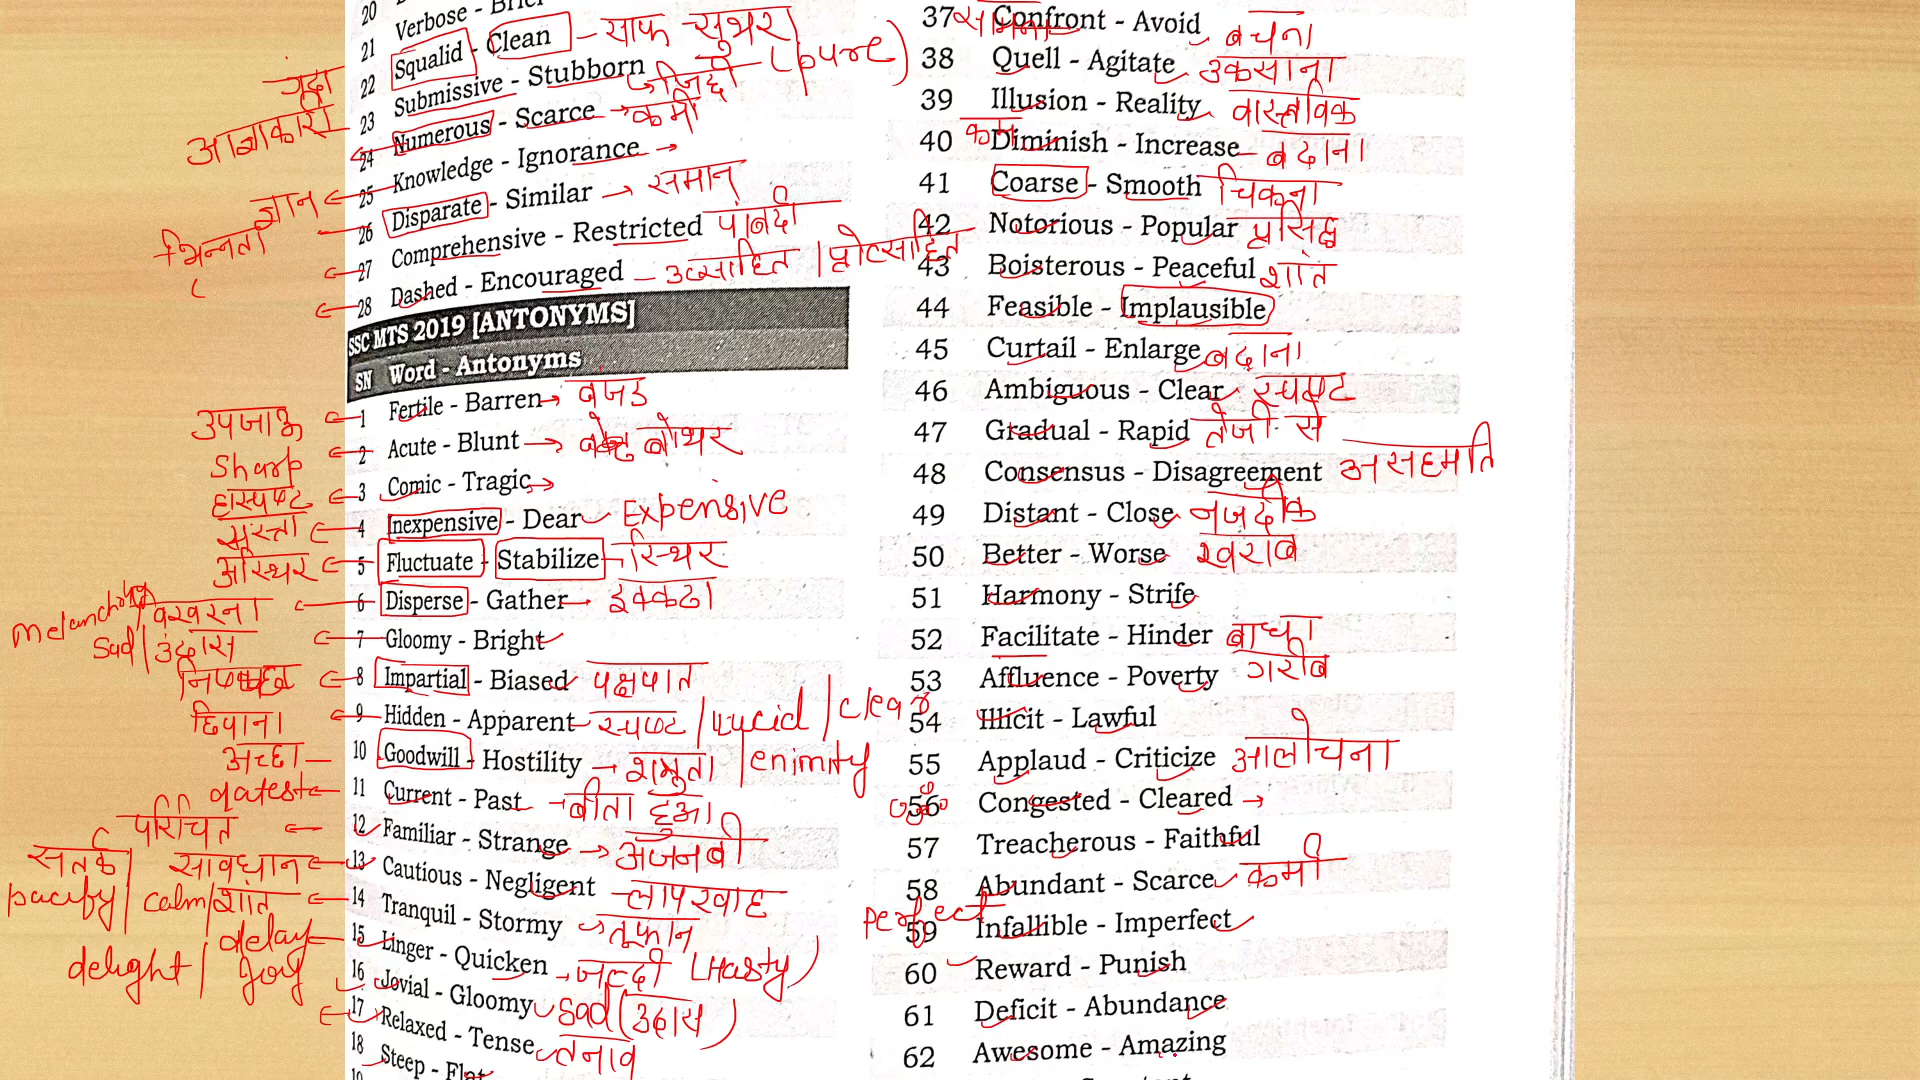 20
21 Verbose - Brief
22 Squalid - Clean – साफ सुथरा (pure)
गंदा
23 Submissive - Stubborn → जिद्दी
आज्ञाकारी
24 Numerous - Scarce → कमी
25 Knowledge - Ignorance →
ज्ञान
26 Disparate - Similar → समान
भिन्नता
27 Comprehensive - Restricted पाबंदी
28 Dashed - Encouraged – उत्साहित / प्रोत्साहित
SSC MTS 2019 [ANTONYMS]
SN Word - Antonyms
उपजाऊ 1 Fertile - Barren → बंजड
Sharp 2 Acute - Blunt → बोथर
3 Comic - Tragic →
सस्ता 4 Inexpensive - Dear Expensive
अस्थिर 5 Fluctuate - Stabilize स्थिर
बिखरना 6 Disperse - Gather इक्कठा
melancholy
sad / उदास 7 Gloomy - Bright
8 Impartial - Biased पक्षपात
छिपाना 9 Hidden - Apparent स्पष्ट / Lucid / clear
अच्छा 10 Goodwill - Hostility → शत्रुता / enimity
qatest 11 Current - Past → बीता हुआ
परिचित 12 Familiar - Strange → अजनबी
सतर्क / सावधान 13 Cautious - Negligent लापरवाह
pacify / calm / शांत 14 Tranquil - Stormy → तूफान
delay 15 Linger - Quicken → जल्दी (Hasty)
delight / Joy 16 Jovial - Gloomy sad (उदास)
17 Relaxed - Tense तनाव
18 Steep - Flat
19
37 Confront - Avoid बचना
सामना
38 Quell - Agitate उकसाना
39 Illusion - Reality वास्तविक
40 कम Diminish - Increase – बढाना
41 Coarse - Smooth चिकना
42 Notorious - Popular प्रसिद्ध
43 Boisterous - Peaceful शांत
44 Feasible - Implausible
45 Curtail - Enlarge बढ़ाना
46 Ambiguous - Clear स्पष्ट
47 Gradual - Rapid तेजी से
48 Consensus - Disagreement असहमति
49 Distant - Close नजदीक
50 Better - Worse खराब
51 Harmony - Strife
52 Facilitate - Hinder बाधा
53 Affluence - Poverty गरीब
54 Illicit - Lawful
55 Applaud - Criticize आलोचना
56 Congested - Cleared →
57 Treacherous - Faithful
58 Abundant - Scarce कमी
Perfect
59 Infallible - Imperfect
60 Reward - Punish
61 Deficit - Abundance
62 Awesome - Amazing